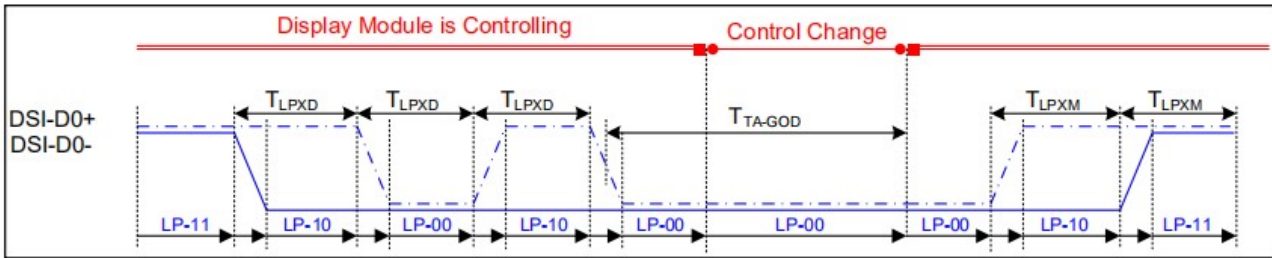 Display Module is Controlling Control Change
TLPXD TLPXD TLPXD TLPXM TLPXM
DSI-D0+
TTA-GOD
DSI-D0-
LP-11 LP-10 LP-00 LP-10 LP-00 LP-00 LP-00 LP-10 LP-11